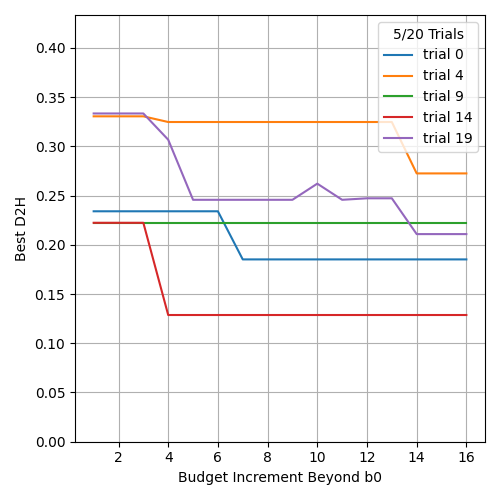 5/20 Trials
trial 0
trial 4
trial 9
trial 14
trial 19
Best D2H
0.40
0.35
0.30
0.25
0.20
0.15
0.10
0.05
0.00
2 4 6 8 10 12 14 16
Budget Increment Beyond b0